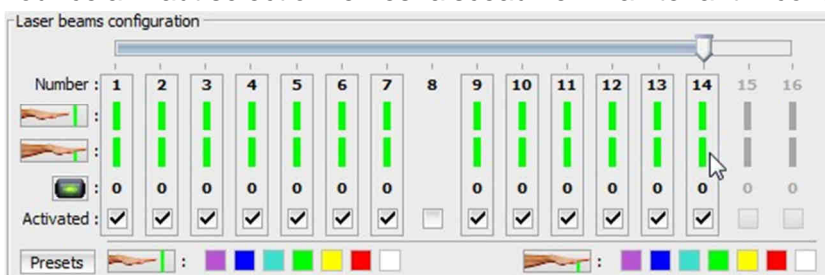 Laser beams configuration
Number : 1 2 3 4 5 6 7 8 9 10 11 12 13 14 15 16
:
:
: 0 0 0 0 0 0 0 0 0 0 0 0 0 0 0
Activated :
Presets : :